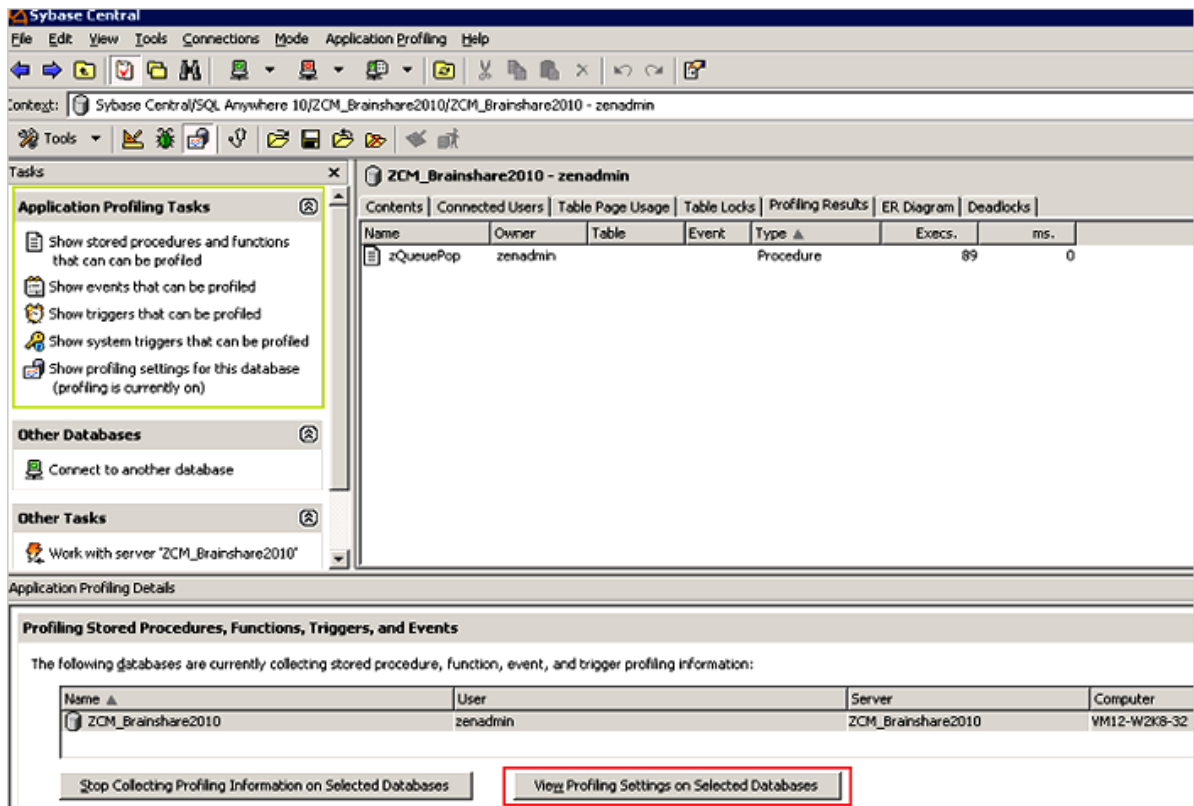 Sybase Central
File Edit View Tools Connections Mode Application Profiling Help
Context: Sybase Central/SQL Anywhere 10/ZCM_Brainshare2010/ZCM_Brainshare2010 - zenadmin
Tools
Tasks x
Application Profiling Tasks
Show stored procedures and functions
that can can be profiled
Show events that can be profiled
Show triggers that can be profiled
Show system triggers that can be profiled
Show profiling settings for this database
(profiling is currently on)
Other Databases
Connect to another database
Other Tasks
Work with server 'ZCM_Brainshare2010'
ZCM_Brainshare2010 - zenadmin
Contents Connected Users Table Page Usage Table Locks Profiling Results ER Diagram Deadlocks
Name Owner Table Event Type Execs. ms.
zQueuePop zenadmin Procedure 89 0
Application Profiling Details
Profiling Stored Procedures, Functions, Triggers, and Events
The following databases are currently collecting stored procedure, function, event, and trigger profiling information:
Name User Server Computer
ZCM_Brainshare2010 zenadmin ZCM_Brainshare2010 VM12-W2K8-32
Stop Collecting Profiling Information on Selected Databases View Profiling Settings on Selected Databases